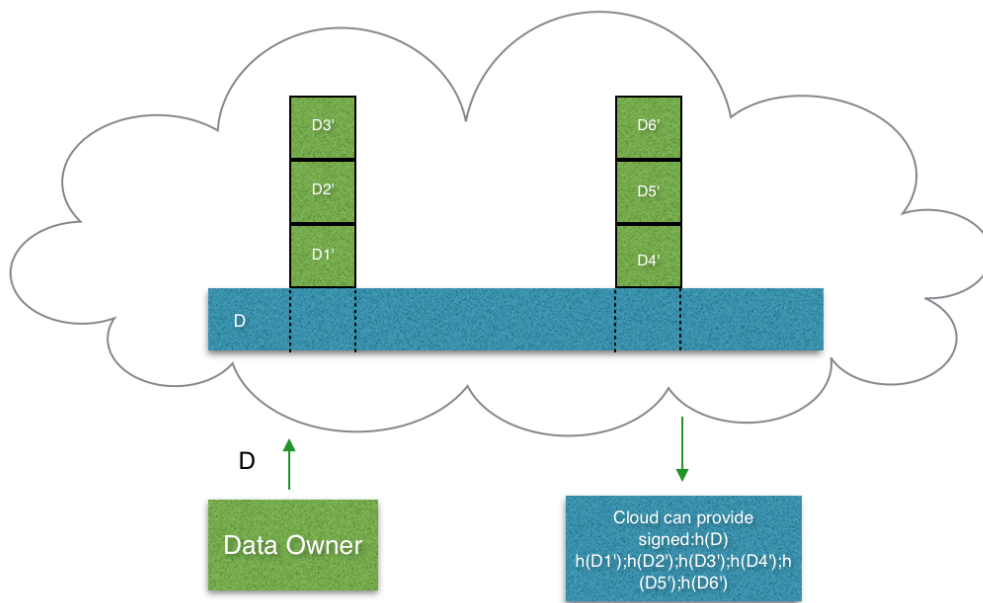 D3'
D6'
D2'
D5'
D1'
D4'
D
D
Data Owner
Cloud can provide
signed:h(D)
h(D1');h(D2');h(D3');h(D4');h
(D5');h(D6')